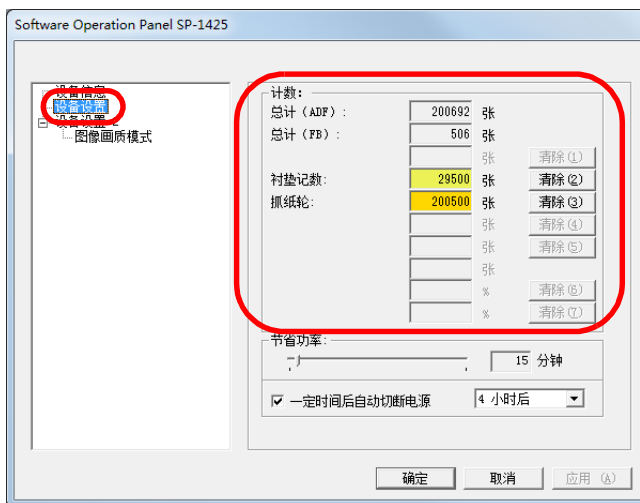 Software Operation Panel SP-1425
设备信息
设备设置
设备设置 2
图像画质模式
计数:
总计 (ADF) : 200692 张
总计 (FB) : 506 张
张 清除(1)
衬垫记数: 29500 张 清除(2)
抓纸轮: 200500 张 清除(3)
张 清除(4)
张 清除(5)
张
% 清除(6)
% 清除(7)
节省功率:
15 分钟
一定时间后自动切断电源 4 小时后
确定 取消 应用 (A)